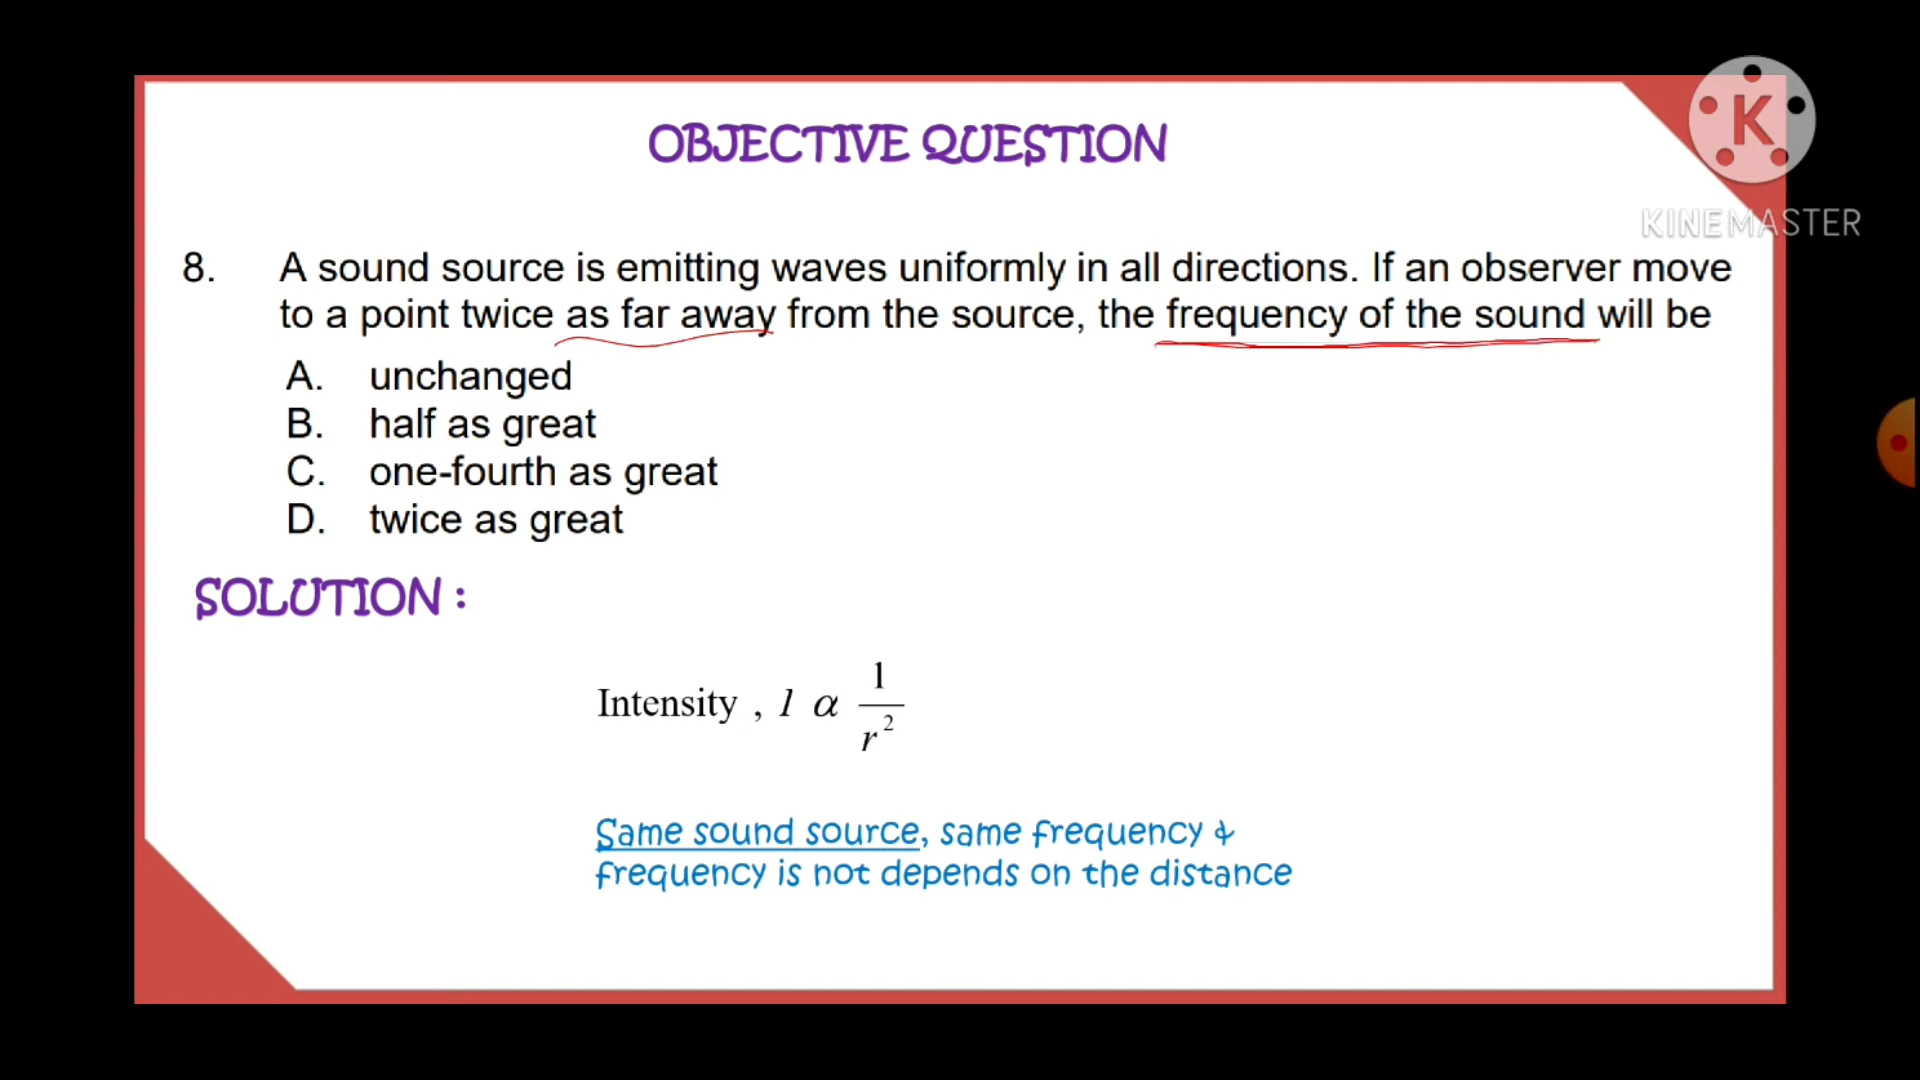 OBJECTIVE QUESTION
K
KINEMASTER
8. A sound source is emitting waves uniformly in all directions. If an observer move
to a point twice as far away from the source, the frequency of the sound will be
A. unchanged
B. half as great
C. one-fourth as great
D. twice as great
SOLUTION :
Intensity , I α 1/r²
Same sound source, same frequency &
frequency is not depends on the distance